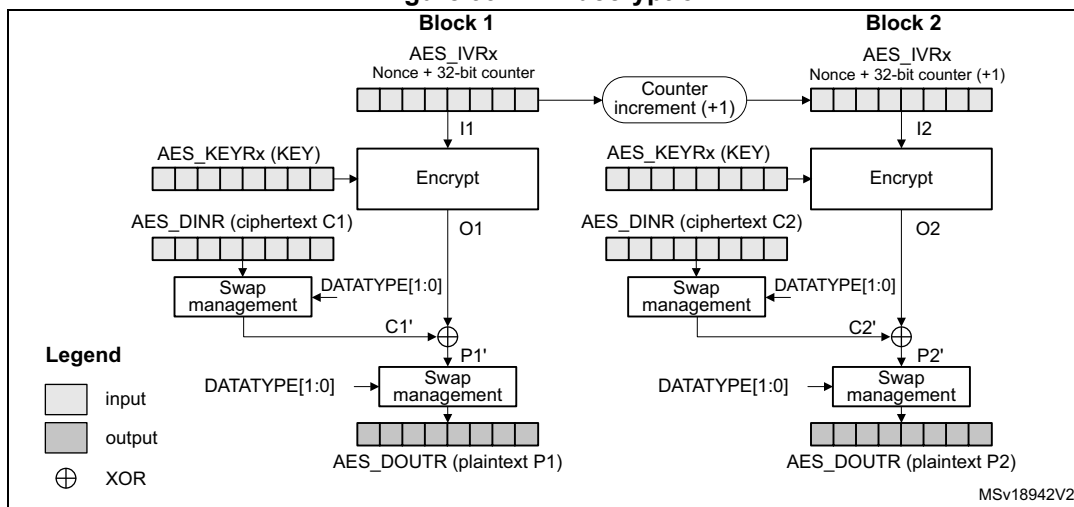 Block 1
Block 2
AES_IVRx
Nonce + 32-bit counter
AES_IVRx
Nonce + 32-bit counter (+1)
Counter
increment (+1)
I1
I2
AES_KEYRx (KEY)
Encrypt
AES_KEYRx (KEY)
Encrypt
AES_DINR (ciphertext C1)
O1
AES_DINR (ciphertext C2)
O2
Swap
management
DATATYPE[1:0]
Swap
management
DATATYPE[1:0]
C1'
C2'
Legend
P1'
P2'
input
DATATYPE[1:0]
Swap
management
DATATYPE[1:0]
Swap
management
output
AES_DOUTR (plaintext P1)
AES_DOUTR (plaintext P2)
XOR
MSv18942V2